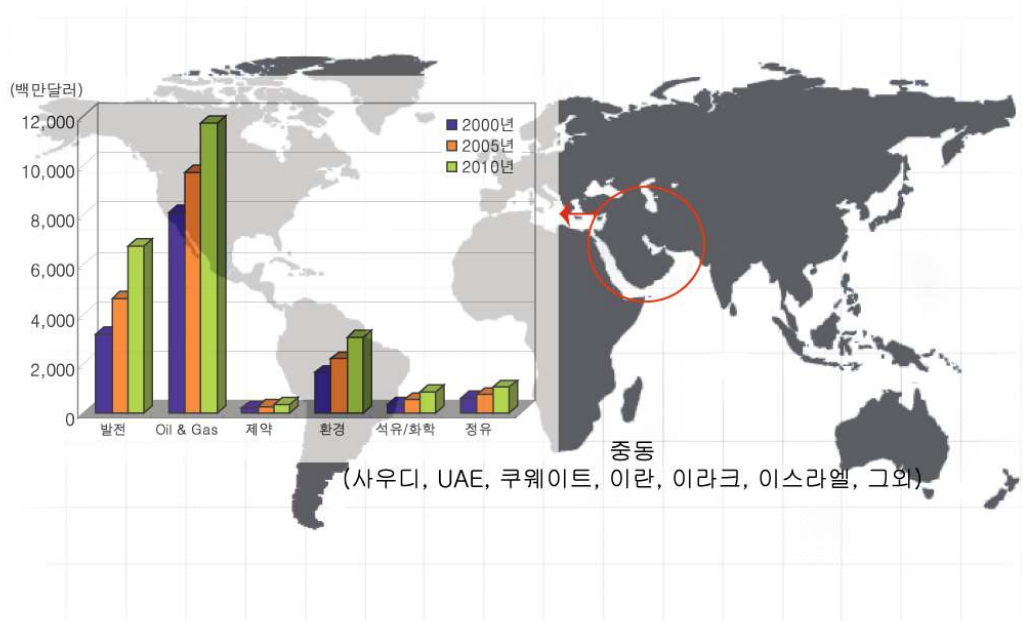 (백만달러)
12,000
10,000
8,000
6,000
4,000
2,000
0
2000년
2005년
2010년
발전
Oil & Gas
제약
환경
석유/화학
정유
중동
(사우디, UAE, 쿠웨이트, 이란, 이라크, 이스라엘, 그외)